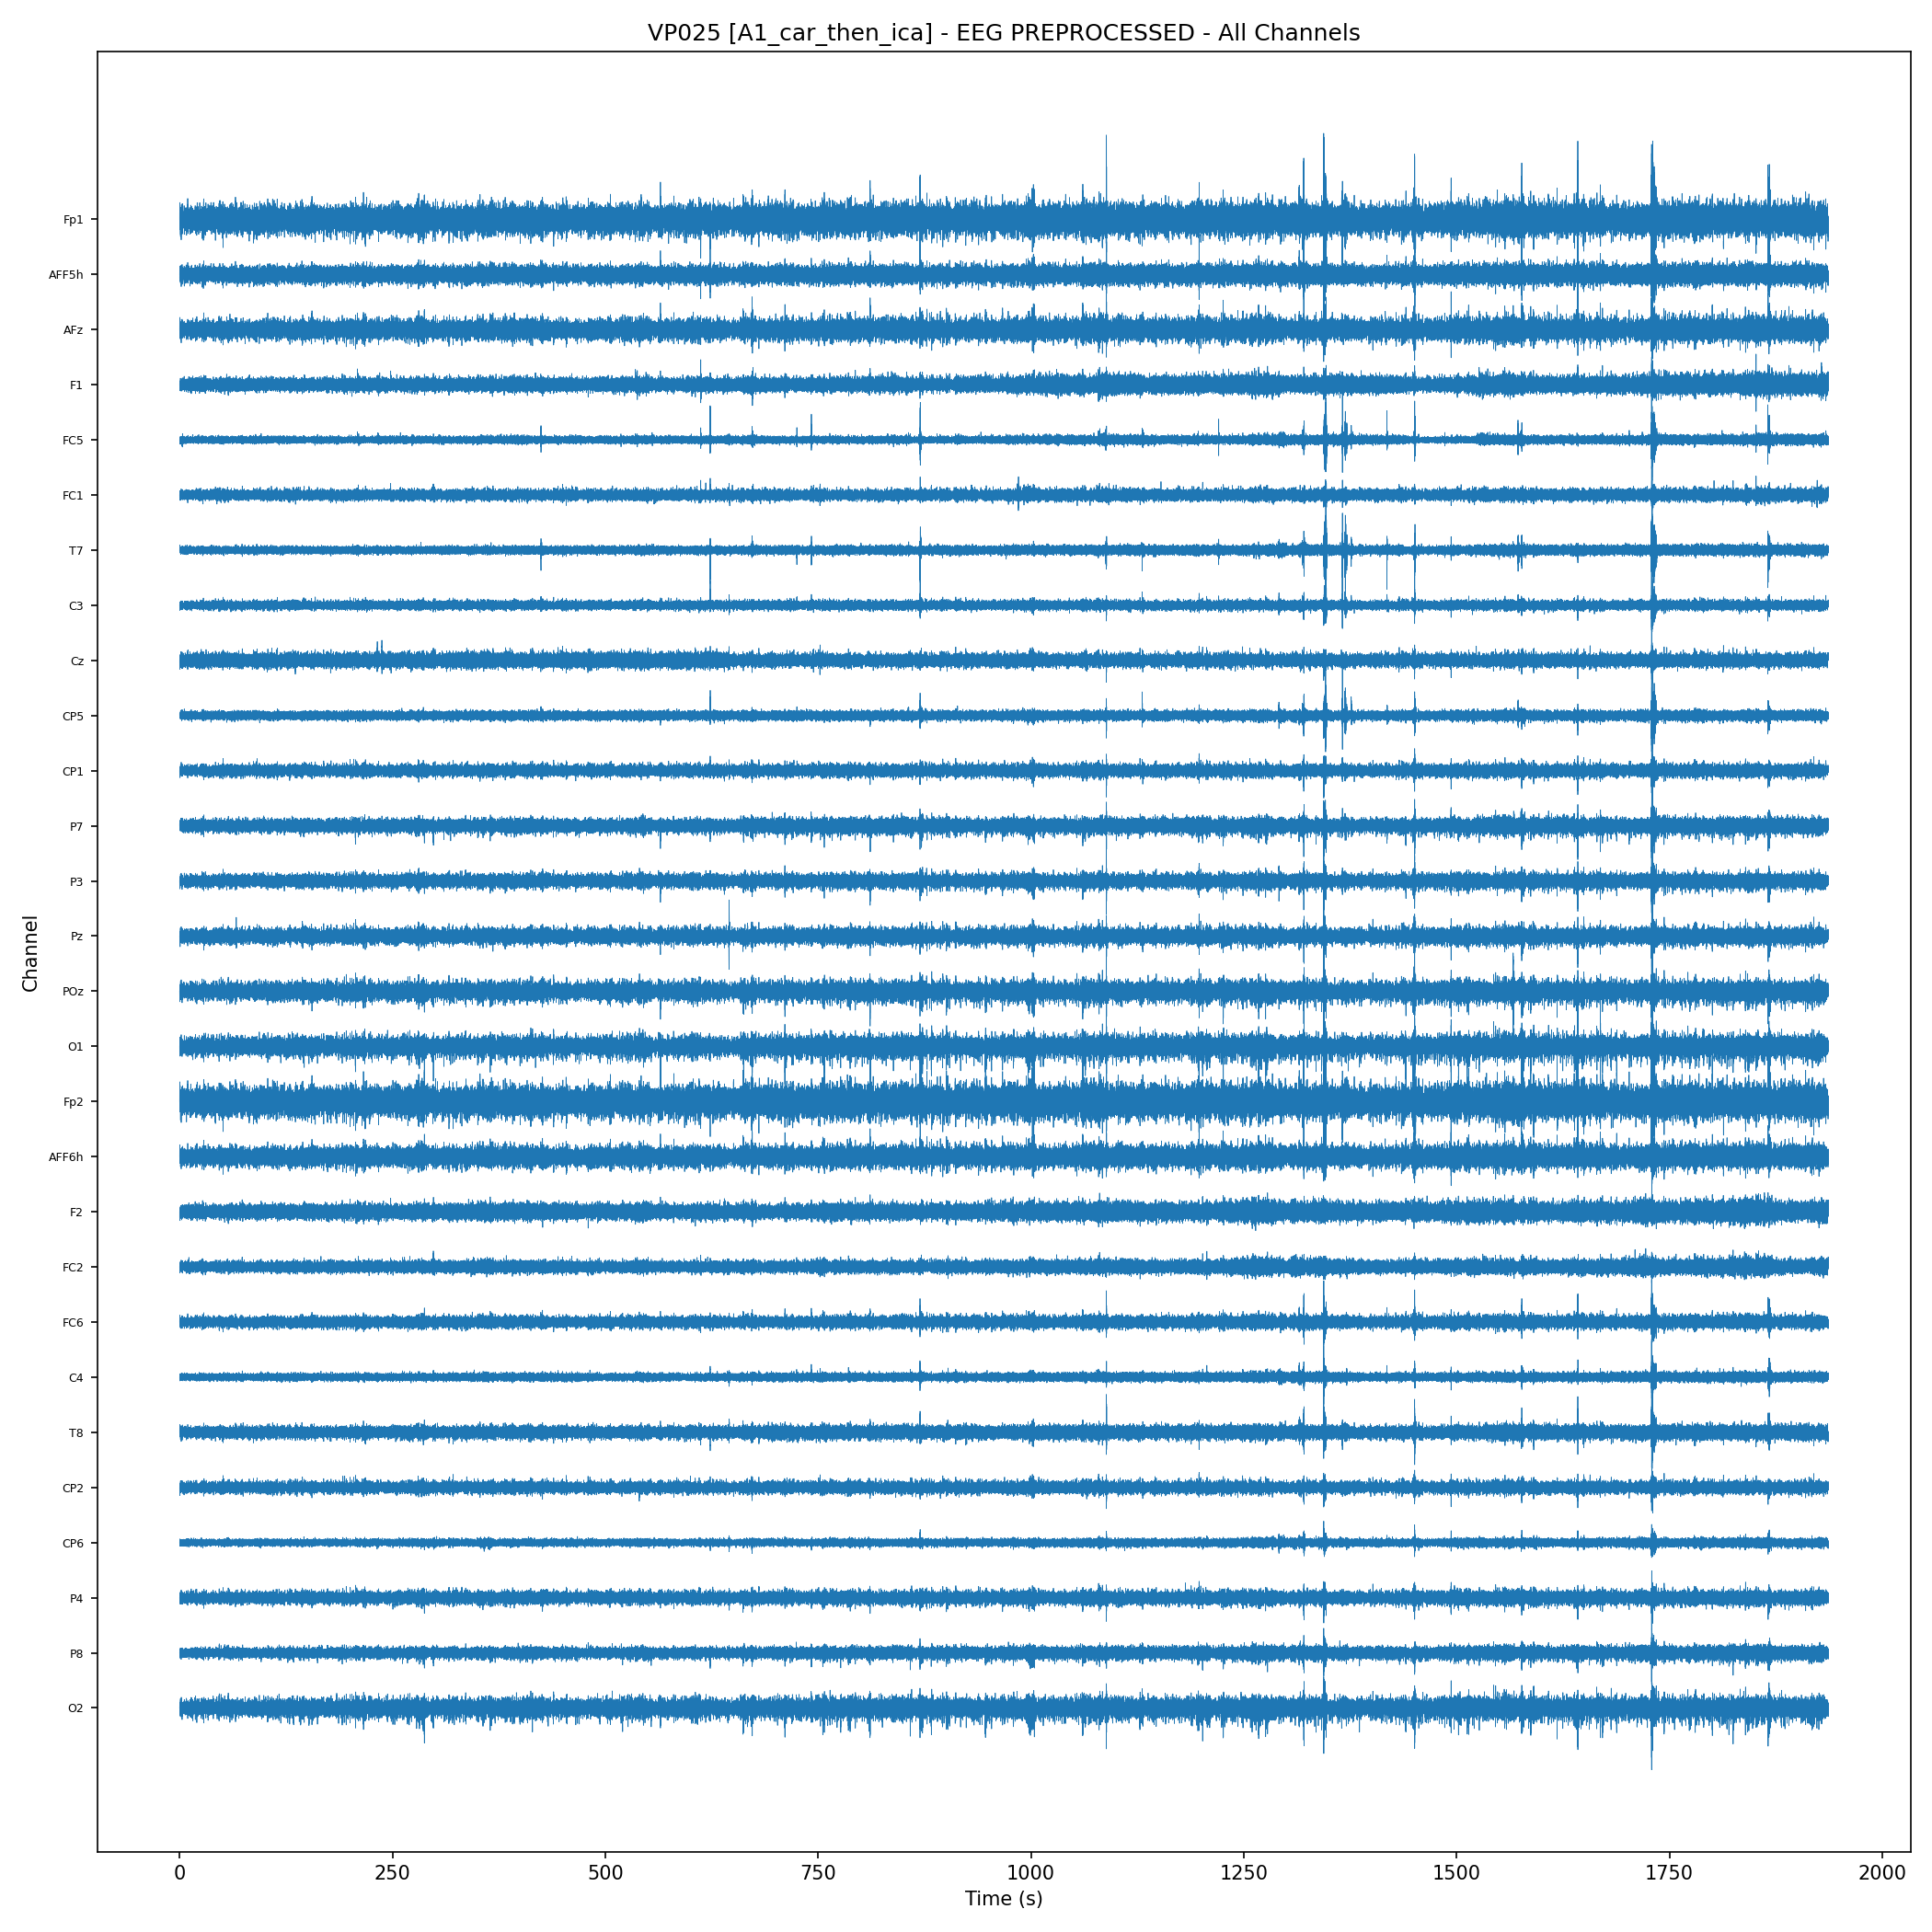 VP025 [A1_car_then_ica] - EEG PREPROCESSED - All Channels
Channel
Fp1
AFF5h
AFz
F1
FC5
FC1
T7
C3
Cz
CP5
CP1
P7
P3
Pz
POz
O1
Fp2
AFF6h
F2
FC2
FC6
C4
T8
CP2
CP6
P4
P8
O2
0 250 500 750 1000 1250 1500 1750 2000
Time (s)